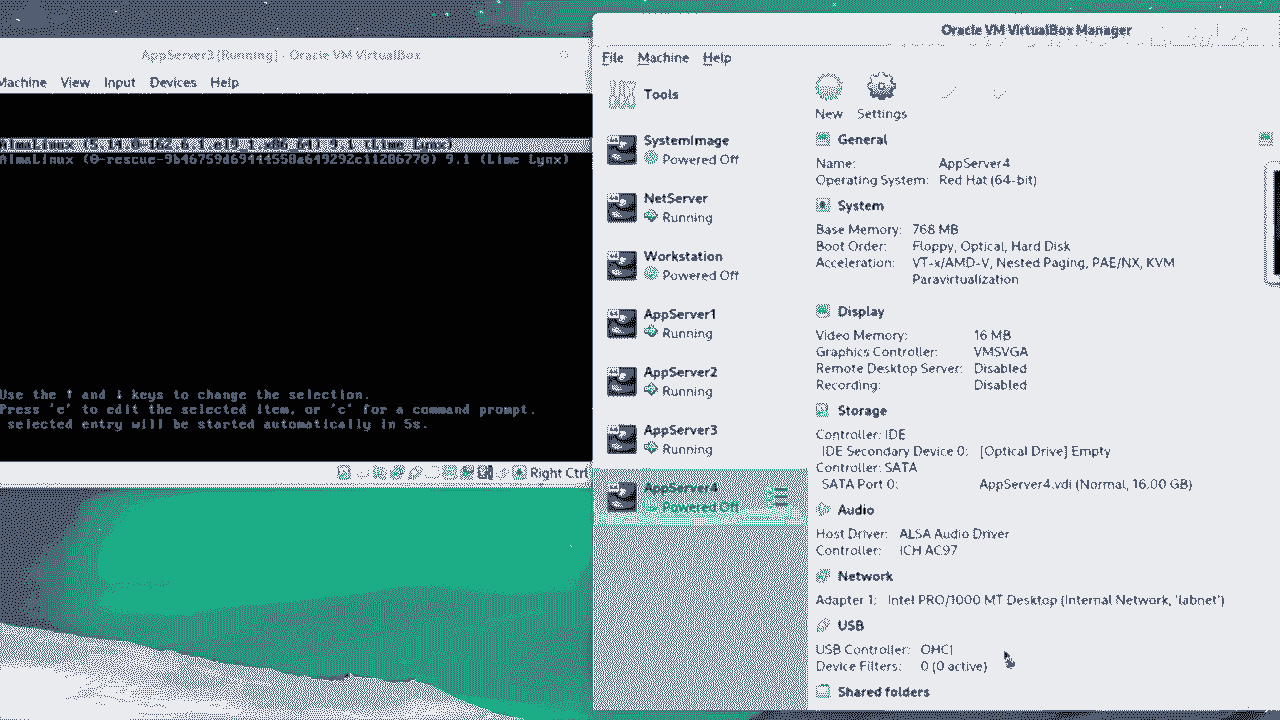 AppServer3 [Running] - Oracle VM VirtualBox
Machine View Input Devices Help
AlmaLinux (5.14.0-162.6.1.el9_1.x86_64) 9.1 (Lime Lynx)
AlmaLinux (0-rescue-9b46759d69444550a649292c11206770) 9.1 (Lime Lynx)
Use the ↑ and ↓ keys to change the selection.
Press 'e' to edit the selected item, or 'c' for a command prompt.
selected entry will be started automatically in 5s.
Right Ctrl
Oracle VM VirtualBox Manager
File Machine Help
Tools
New Settings
SystemImage
Powered Off
NetServer
Running
Workstation
Powered Off
AppServer1
Running
AppServer2
Running
AppServer3
Running
AppServer4
Powered Off
General
Name: AppServer4
Operating System: Red Hat (64-bit)
System
Base Memory: 768 MB
Boot Order: Floppy, Optical, Hard Disk
Acceleration: VT-x/AMD-V, Nested Paging, PAE/NX, KVM
Paravirtualization
Display
Video Memory: 16 MB
Graphics Controller: VMSVGA
Remote Desktop Server: Disabled
Recording: Disabled
Storage
Controller: IDE
IDE Secondary Device 0: [Optical Drive] Empty
Controller: SATA
SATA Port 0: AppServer4.vdi (Normal, 16.00 GB)
Audio
Host Driver: ALSA Audio Driver
Controller: ICH AC97
Network
Adapter 1: Intel PRO/1000 MT Desktop (Internal Network, 'labnet')
USB
USB Controller: OHCI
Device Filters: 0 (0 active)
Shared folders